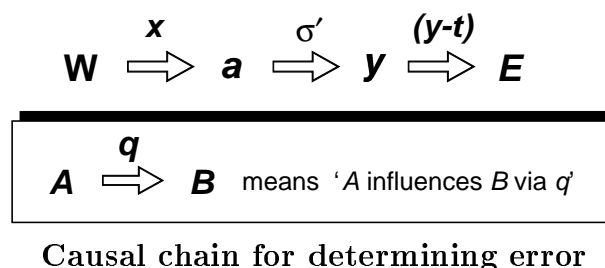 x σ′ (y-t)
W a y E
q
A B means ‘A influences B via q’
Causal chain for determining error